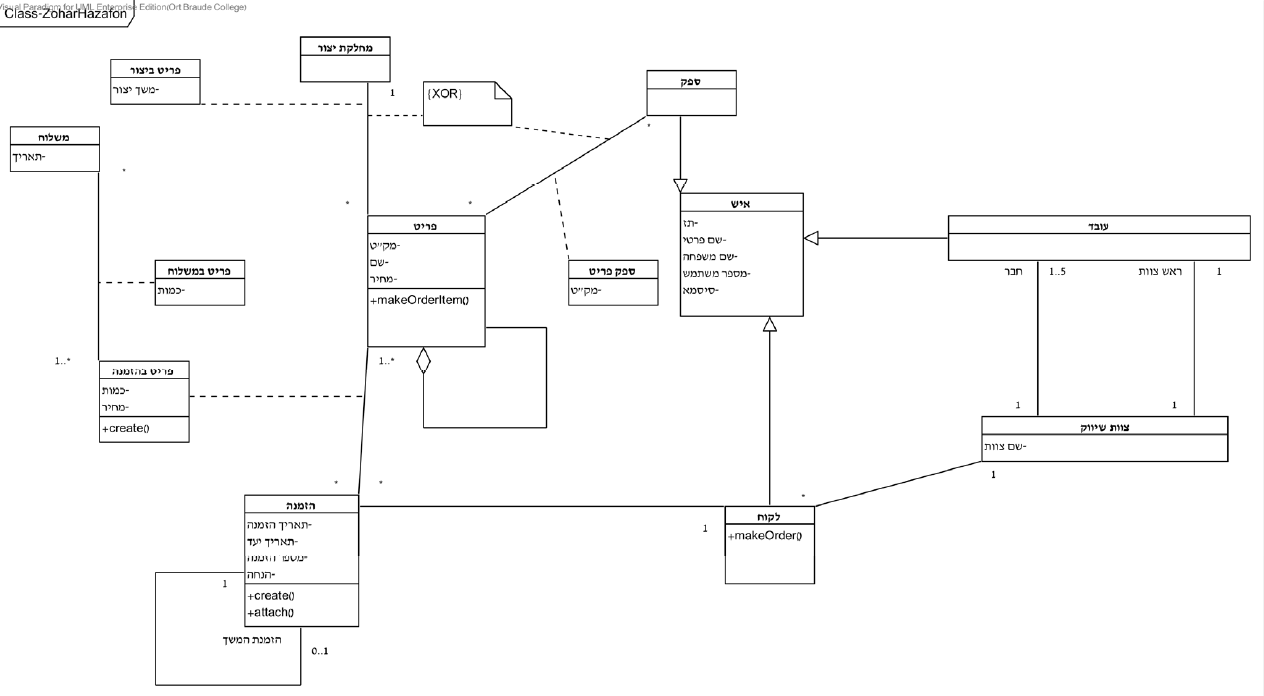 Visual Paradigm for UML Enterprise Edition(Ort Braude College)
Class-ZoharHazafon
מחלקת יצור
פריט ביצור
-משך יצור
1
{XOR}
ספק
*
משלוח
-תאריך
*
*
*
איש
-תז
-שם פרטי
-שם משפחה
-מספר משתמש
-סיסמא
עובד
חבר
1..5
ראש צוות
1
פריט
-מק״ט
-שם
-מחיר
+makeOrderItem()
ספק פריט
-מק״ט
פריט במשלוח
-כמות
1..*
1..*
פריט בהזמנה
-כמות
-מחיר
+create()
1
1
צוות שיווק
-שם צוות
1
*
*
*
הזמנה
-תאריך הזמנה
-תאריך יעד
-מספר הזמנה
-הנחה
+create()
+attach()
1
לקוח
+makeOrder()
1
הזמנת המשך
0..1